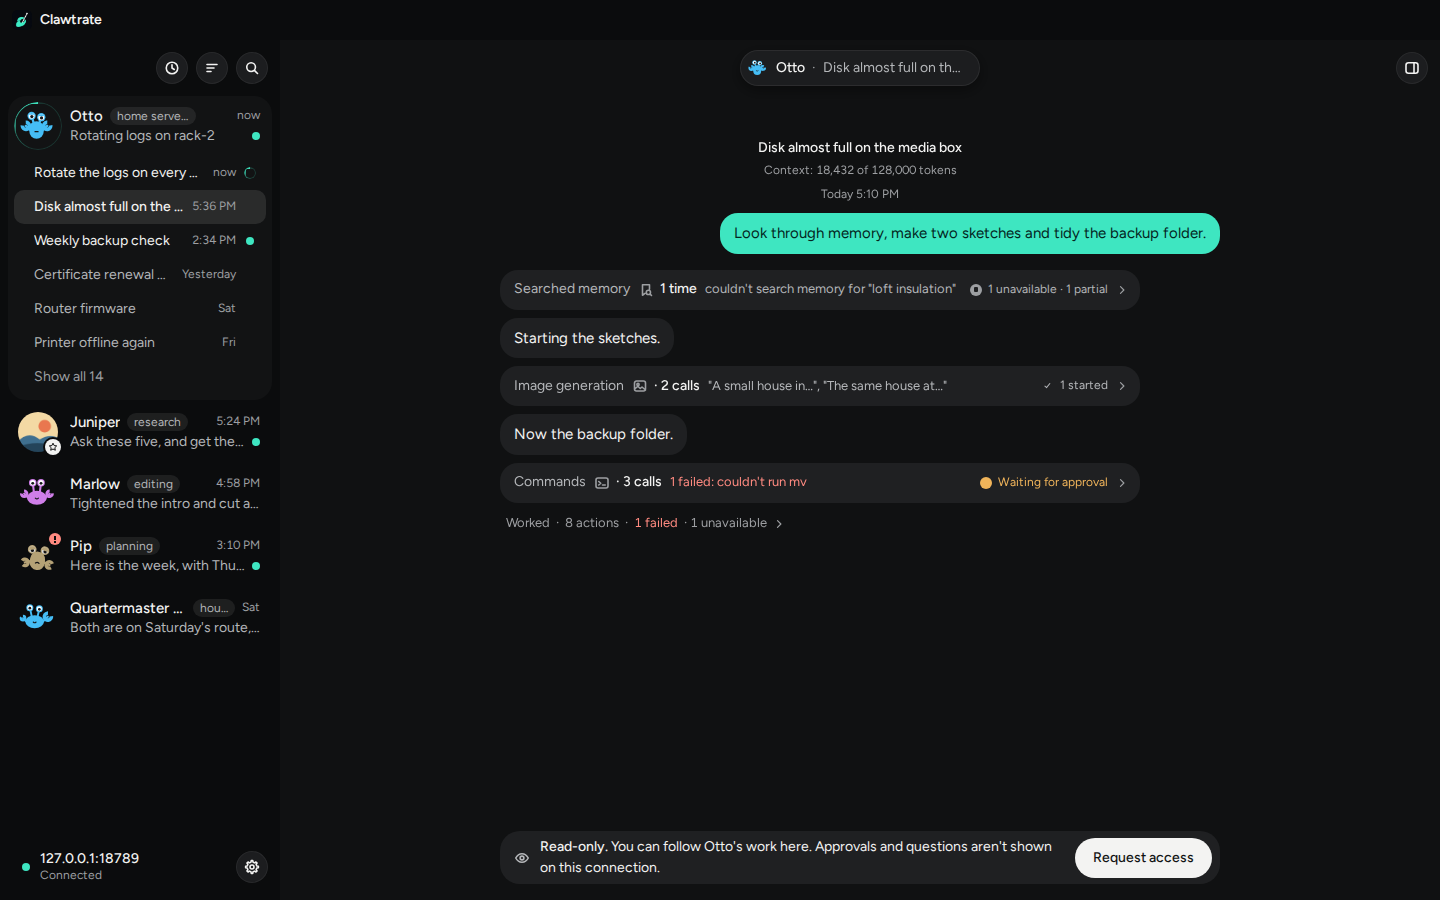 Clawtrate
Otto home serve... now
Rotating logs on rack-2
Rotate the logs on every ... now
Disk almost full on the ... 5:36 PM
Weekly backup check 2:34 PM
Certificate renewal ... Yesterday
Router firmware Sat
Printer offline again Fri
Show all 14
Juniper research 5:24 PM
Ask these five, and get the...
Marlow editing 4:58 PM
Tightened the intro and cut a...
Pip planning 3:10 PM
Here is the week, with Thu...
Quartermaster ... hou... Sat
Both are on Saturday's route,...
127.0.0.1:18789
Connected
Otto · Disk almost full on th...
Disk almost full on the media box
Context: 18,432 of 128,000 tokens
Today 5:10 PM
Look through memory, make two sketches and tidy the backup folder.
Searched memory 1 time couldn't search memory for "loft insulation" 1 unavailable · 1 partial
Starting the sketches.
Image generation · 2 calls "A small house in...", "The same house at..." 1 started
Now the backup folder.
Commands · 3 calls 1 failed: couldn't run mv Waiting for approval
Worked · 8 actions · 1 failed · 1 unavailable
Read-only. You can follow Otto's work here. Approvals and questions aren't shown
on this connection.
Request access